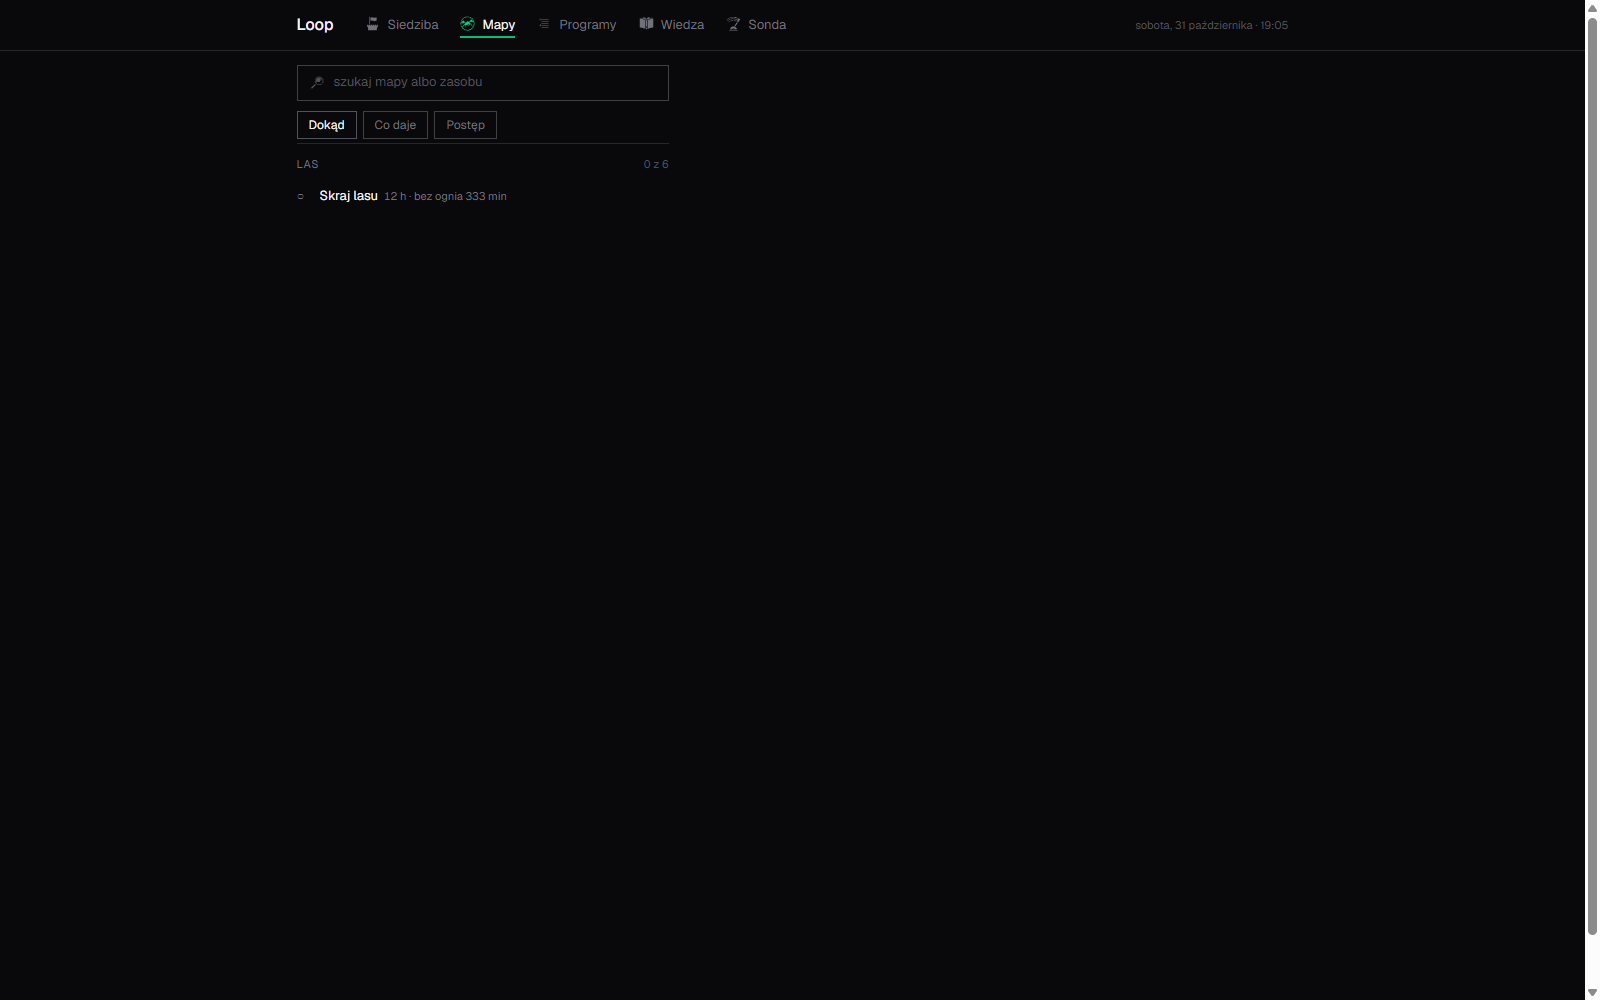 Loop Siedziba Mapy Programy Wiedza Sonda sobota, 31 października · 19:05
szukaj mapy albo zasobu
Dokąd Co daje Postęp
LAS 0 z 6
Skraj lasu 12 h · bez ognia 333 min